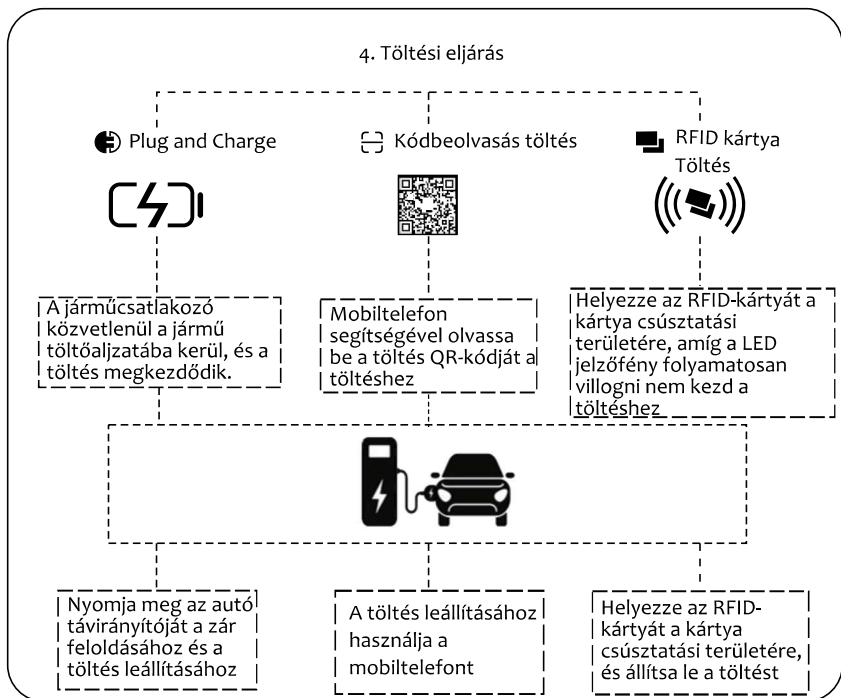 4. Töltési eljárás
Plug and Charge
Kódbeolvasás töltés
RFID kártya
Töltés
A járműcsatlakozó
közvetlenül a jármű
töltőaljzatába kerül, és a
töltés megkezdődik.
Mobiltelefon
segítségével olvassa
be a töltés QR-kódját a
töltéshez
Helyezze az RFID-kártyát a
kártya csúsztatási
területére, amíg a LED
jelzőfény folyamatosan
villogni nem kezd a
töltéshez
Nyomja meg az autó
távirányítóját a zár
feloldásához és a
töltés leállításához
A töltés leállításához
használja a
mobiltelefont
Helyezze az RFID-
kártyát a kártya
csúsztatási területére,
és állítsa le a töltést